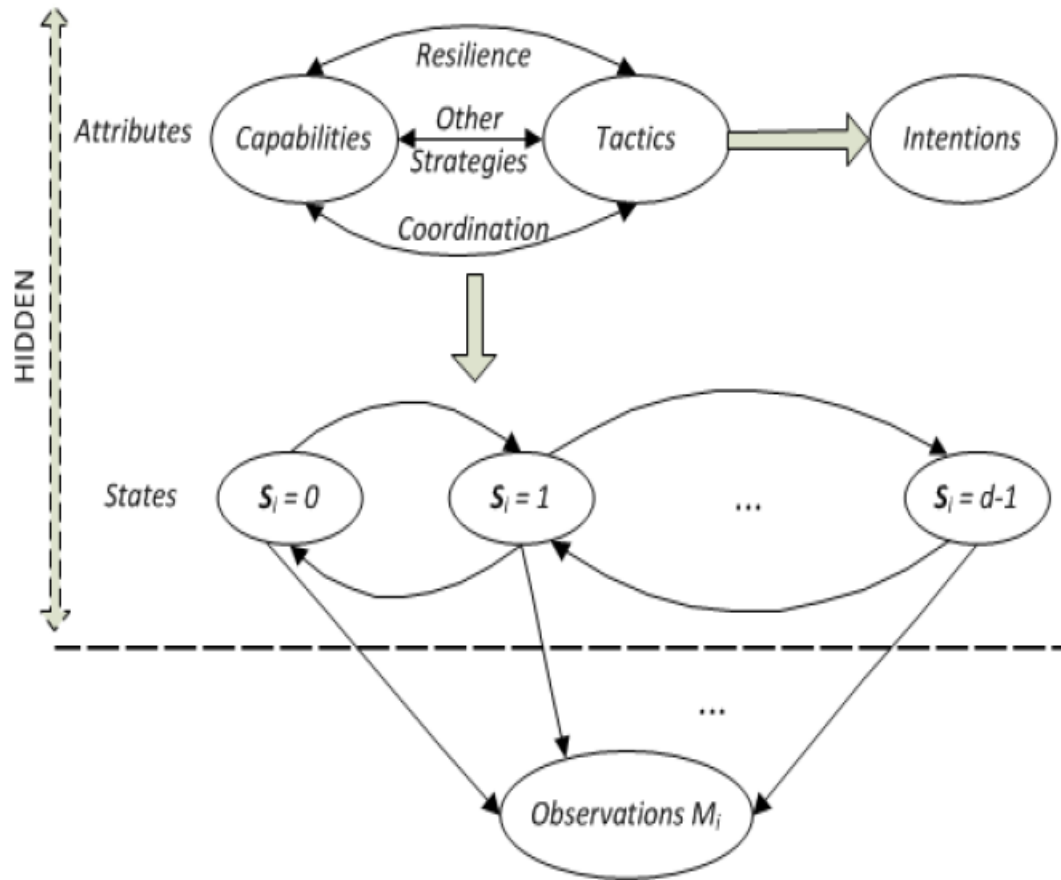 Resilience
Attributes
Capabilities
Other
Strategies
Tactics
Intentions
Coordination
HIDDEN
States
Sᵢ = 0
Sᵢ = 1
...
Sᵢ = d-1
...
Observations Mᵢ